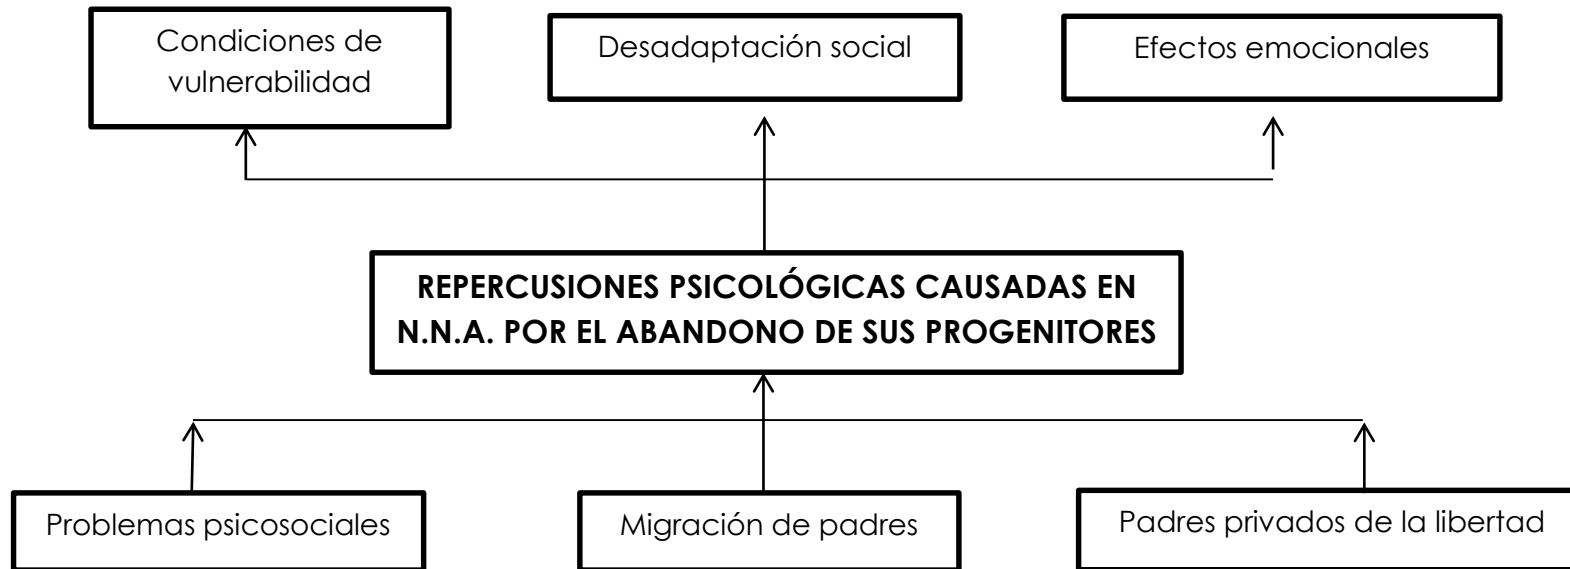 Condiciones de
vulnerabilidad
Desadaptación social
Efectos emocionales
REPERCUSIONES PSICOLÓGICAS CAUSADAS EN
N.N.A. POR EL ABANDONO DE SUS PROGENITORES
Problemas psicosociales
Migración de padres
Padres privados de la libertad